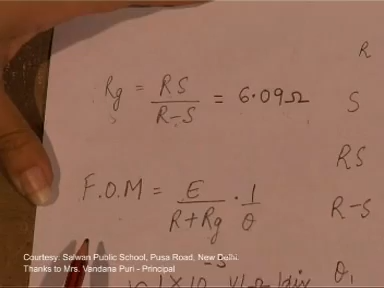 Rg = RS / R-S = 6.09Ω
F.O.M = E / R+Rg · 1 / θ
R
S
RS
R-S
θ₁
Courtesy: Salwan Public School, Pusa Road, New Delhi.
Thanks to Mrs. Vandana Puri - Principal